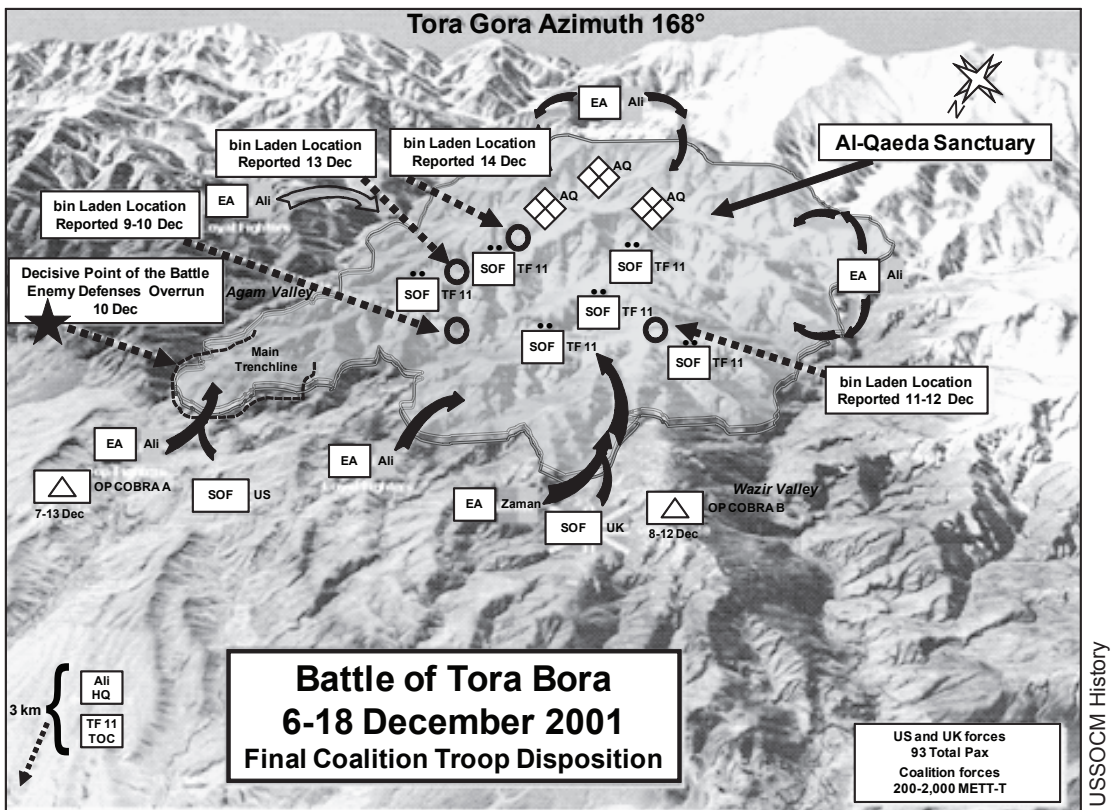 Tora Gora Azimuth 168°
EA Ali
N
bin Laden Location
Reported 13 Dec
bin Laden Location
Reported 14 Dec
Al-Qaeda Sanctuary
AQ
AQ
AQ
EA Ali
bin Laden Location
Reported 9-10 Dec
SOF TF 11
SOF TF 11
SOF TF 11
EA Ali
Decisive Point of the Battle
Enemy Defenses Overrun
10 Dec
Agam Valley
SOF TF 11
SOF TF 11
SOF TF 11
Main
Trenchline
bin Laden Location
Reported 11-12 Dec
EA Ali
EA Ali
OP COBRA A
7-13 Dec
SOF US
EA Zaman
SOF UK
Wazir Valley
OP COBRA B
8-12 Dec
3 km
Ali
HQ
TF 11
TOC
Battle of Tora Bora
6-18 December 2001
Final Coalition Troop Disposition
US and UK forces
93 Total Pax
Coalition forces
200-2,000 METT-T
USSOCM History